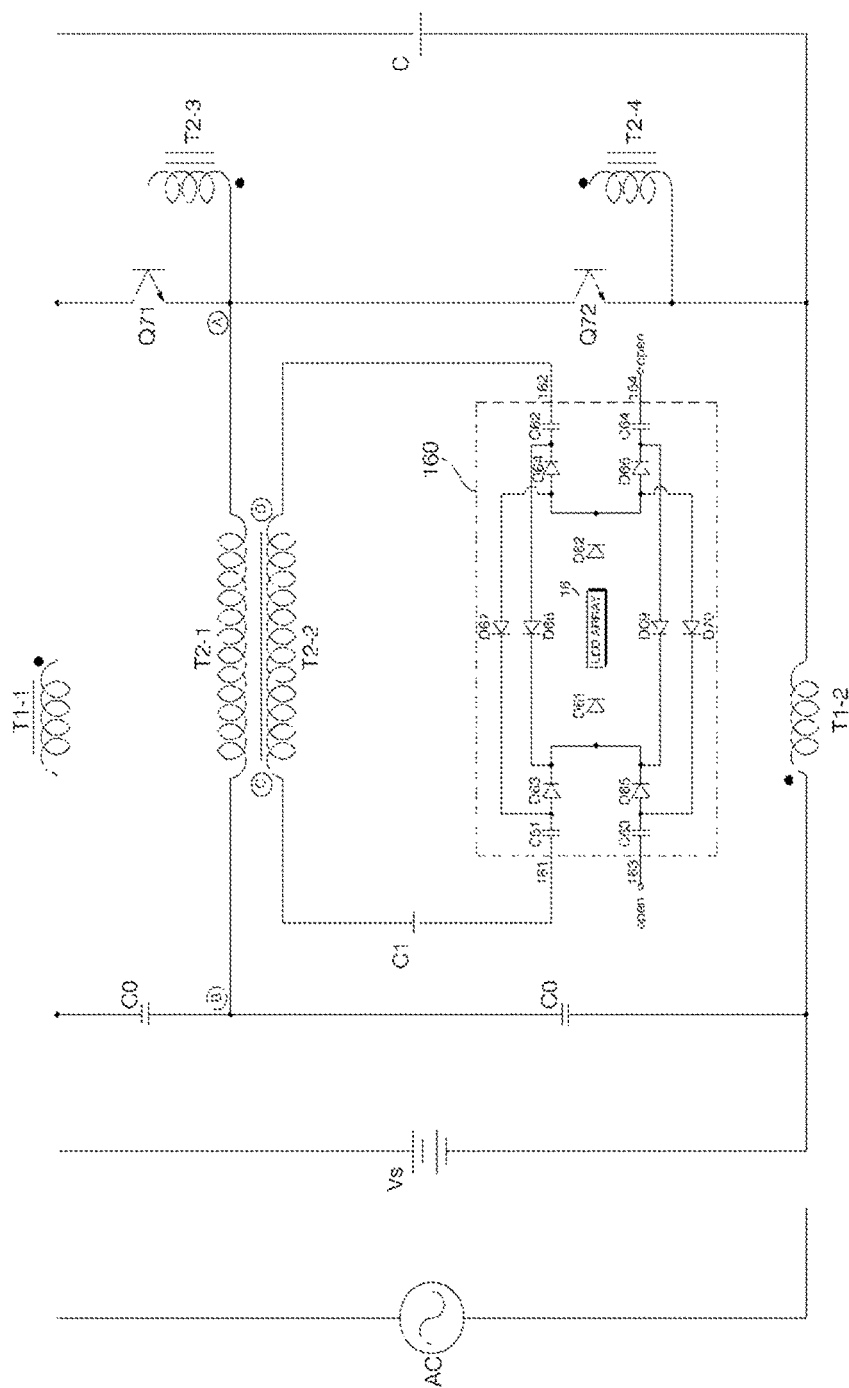 T1-1
T2-3
C
Q71
A
T2-4
Q72
T2-1
D
T2-2
C
160
162
C62
D64
open
164
C64
D66
D67
D68
D62
16
LED ARRAY
D61
D69
D70
D63
C61
161
D65
C63
163
open
T1-2
C1
C0
B
C0
Vs
AC